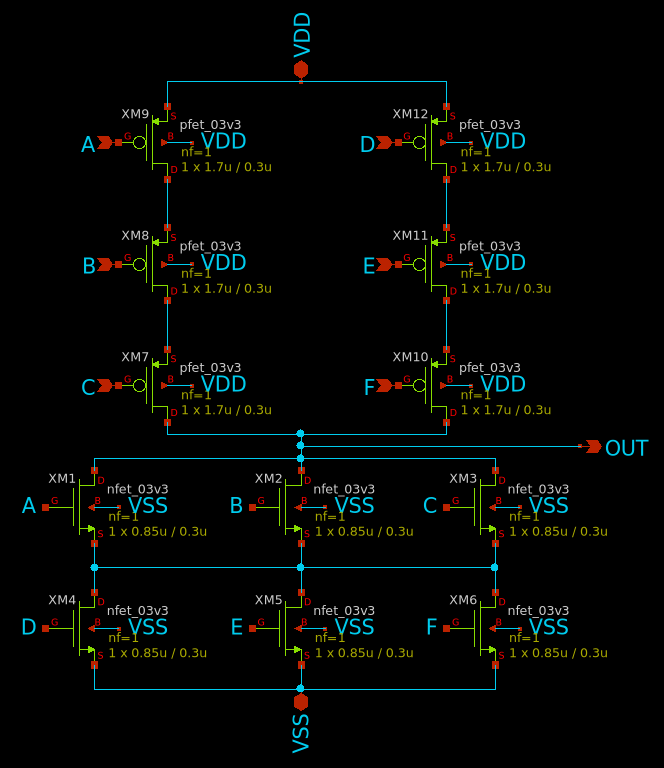 VDD
XM9
S
pfet_03v3
A
G
B
VDD
nf=1
1 x 1.7u / 0.3u
D
XM12
S
pfet_03v3
D
G
B
VDD
nf=1
1 x 1.7u / 0.3u
D
XM8
S
pfet_03v3
B
G
B
VDD
nf=1
1 x 1.7u / 0.3u
D
XM11
S
pfet_03v3
E
G
B
VDD
nf=1
1 x 1.7u / 0.3u
D
XM7
S
pfet_03v3
C
G
B
VDD
nf=1
1 x 1.7u / 0.3u
D
XM10
S
pfet_03v3
F
G
B
VDD
nf=1
1 x 1.7u / 0.3u
D
OUT
XM1
D
nfet_03v3
A
G
B
VSS
nf=1
1 x 0.85u / 0.3u
S
XM2
D
nfet_03v3
B
G
B
VSS
nf=1
1 x 0.85u / 0.3u
S
XM3
D
nfet_03v3
C
G
B
VSS
nf=1
1 x 0.85u / 0.3u
S
XM4
D
nfet_03v3
D
G
B
VSS
nf=1
1 x 0.85u / 0.3u
S
XM5
D
nfet_03v3
E
G
B
VSS
nf=1
1 x 0.85u / 0.3u
S
XM6
D
nfet_03v3
F
G
B
VSS
nf=1
1 x 0.85u / 0.3u
S
VSS